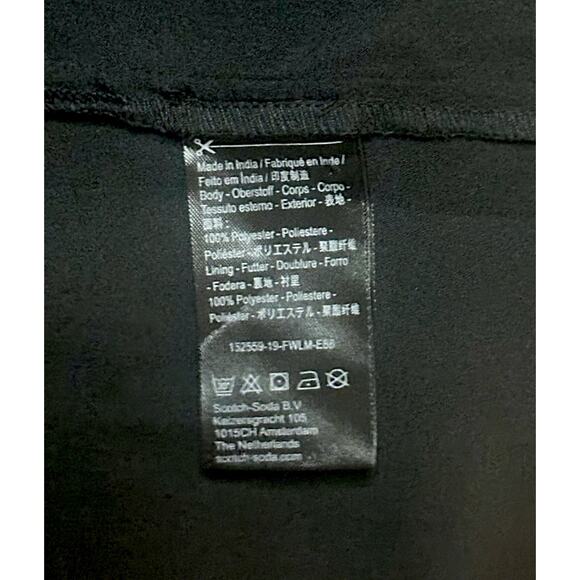 Made in India / Fabriqué en Inde /
Feito em India / 印度制造
Body - Oberstoff - Corps - Corpo -
Tessuto esterno - Exterior - 表地 -
面料:
100% Polyester - Poliestere -
Poliéster - ポリエステル - 聚酯纤维
Lining - Futter - Doublure - Forro
- Fodera - 裏地 - 衬里
100% Polyester - Poliestere -
Poliéster - ポリエステル - 聚酯纤维
152559-19-FWLM-E88
Scotch-Soda B.V.
Keizersgracht 105
1015CH Amsterdam
The Netherlands
scotch-soda.com